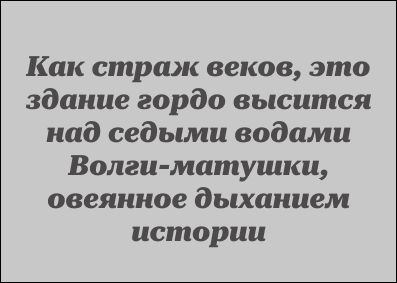 Как страж веков, это
здание гордо высится
над седыми водами
Волги-матушки,
овеянное дыханием
истории